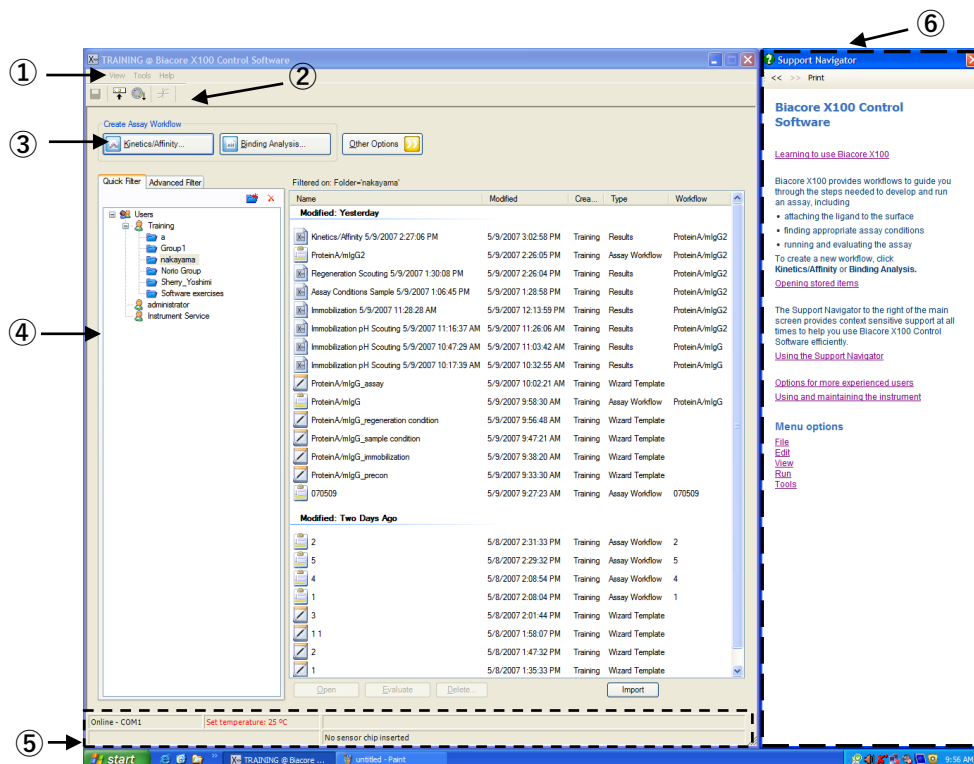 ⑥
TRAINING @ Biacore X100 Control Software
Support Navigator
①
View Tools Help
②
<< >> Print
Biacore X100 Control
Software
Create Assay Workflow
③
Kinetics/Affinity...
Binding Analysis...
Other Options
Learning to use Biacore X100
Quick Filter
Advanced Filter
Filtered on: Folder='nakayama'
Users
Training
a
Group1
nakayama
Norio Group
Sherry_Yoshimi
Software exercises
administrator
Instrument Service
④
Name Modified Crea... Type Workflow
Modified: Yesterday
Kinetics/Affinity 5/9/2007 2:27:06 PM 5/9/2007 3:02:58 PM Training Results ProteinA/mIgG2
ProteinA/mIgG2 5/9/2007 2:26:05 PM Training Assay Workflow ProteinA/mIgG2
Regeneration Scouting 5/9/2007 1:30:08 PM 5/9/2007 2:26:04 PM Training Results ProteinA/mIgG2
Assay Conditions Sample 5/9/2007 1:06:45 PM 5/9/2007 1:28:58 PM Training Results ProteinA/mIgG2
Immobilization 5/9/2007 11:28:28 AM 5/9/2007 12:13:59 PM Training Results ProteinA/mIgG2
Immobilization pH Scouting 5/9/2007 11:16:37 AM 5/9/2007 11:26:06 AM Training Results ProteinA/mIgG2
Immobilization pH Scouting 5/9/2007 10:47:29 AM 5/9/2007 11:03:42 AM Training Results ProteinA/mIgG
Immobilization pH Scouting 5/9/2007 10:17:39 AM 5/9/2007 10:32:55 AM Training Results ProteinA/mIgG
ProteinA/mIgG_assay 5/9/2007 10:02:21 AM Training Wizard Template
ProteinA/mIgG 5/9/2007 9:58:30 AM Training Assay Workflow ProteinA/mIgG
ProteinA/mIgG_regeneration condition 5/9/2007 9:56:48 AM Training Wizard Template
ProteinA/mIgG_sample condition 5/9/2007 9:47:21 AM Training Wizard Template
ProteinA/mIgG_immobilization 5/9/2007 9:38:20 AM Training Wizard Template
ProteinA/mIgG_precon 5/9/2007 9:33:30 AM Training Wizard Template
070509 5/9/2007 9:27:23 AM Training Assay Workflow 070509
Modified: Two Days Ago
2 5/8/2007 2:31:33 PM Training Assay Workflow 2
5 5/8/2007 2:29:32 PM Training Assay Workflow 5
4 5/8/2007 2:08:54 PM Training Assay Workflow 4
1 5/8/2007 2:08:04 PM Training Assay Workflow 1
3 5/8/2007 2:01:44 PM Training Wizard Template
1 1 5/8/2007 1:58:07 PM Training Wizard Template
2 5/8/2007 1:47:32 PM Training Wizard Template
1 5/8/2007 1:35:33 PM Training Wizard Template
Open Evaluate Delete... Import
Biacore X100 provides workflows to guide you
through the steps needed to develop and run
an assay, including
▪ attaching the ligand to the surface
▪ finding appropriate assay conditions
▪ running and evaluating the assay
To create a new workflow, click
Kinetics/Affinity or Binding Analysis.
Opening stored items
The Support Navigator to the right of the main
screen provides context sensitive support at all
times to help you use Biacore X100 Control
Software efficiently.
Using the Support Navigator
Options for more experienced users
Using and maintaining the instrument
Menu options
File
Edit
View
Run
Tools
Online - COM1 Set temperature: 25 ºC
No sensor chip inserted
⑤
start
TRAINING @ Biacore ...
untitled - Paint
9:56 AM